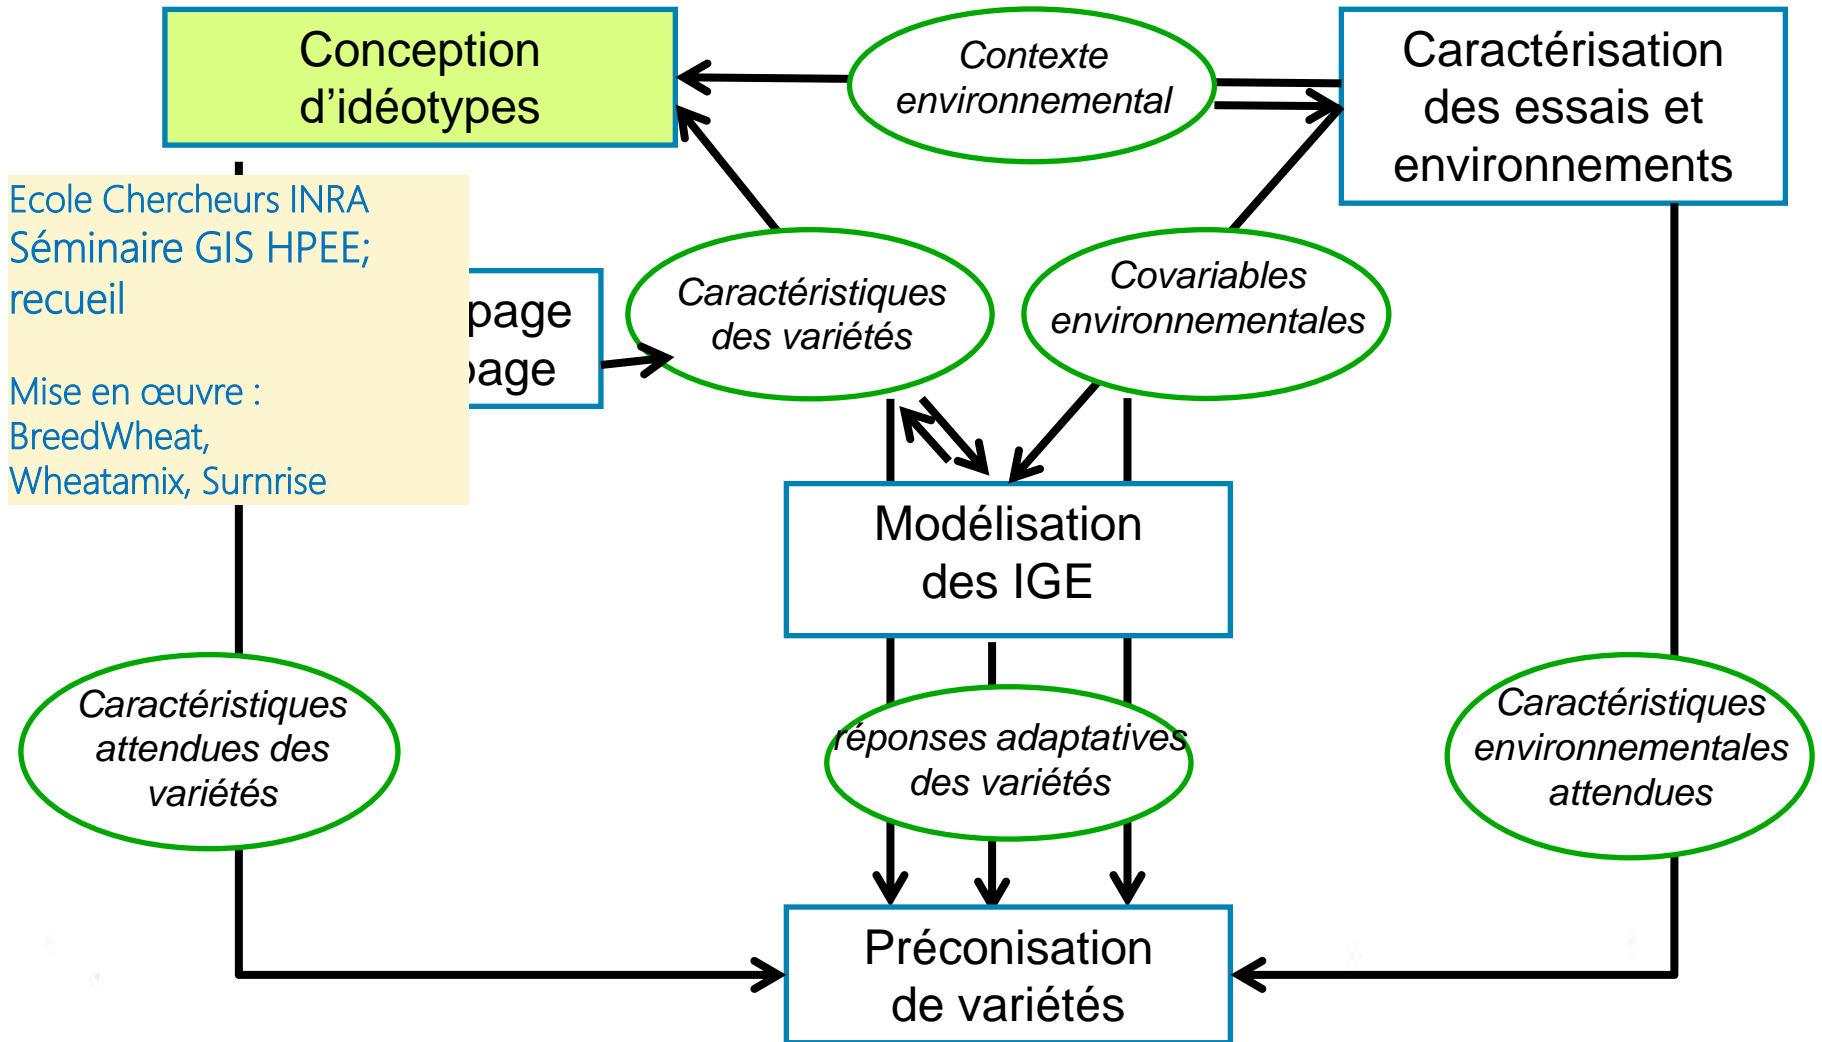 Conception
d’idéotypes
Contexte
environnemental
Caractérisation
des essais et
environnements
Ecole Chercheurs INRA
Séminaire GIS HPEE;
recueil
Mise en œuvre :
BreedWheat,
Wheatamix, Surnrise
page
page
Caractéristiques
des variétés
Covariables
environnementales
Modélisation
des IGE
Caractéristiques
attendues des
variétés
réponses adaptatives
des variétés
Caractéristiques
environnementales
attendues
Préconisation
de variétés